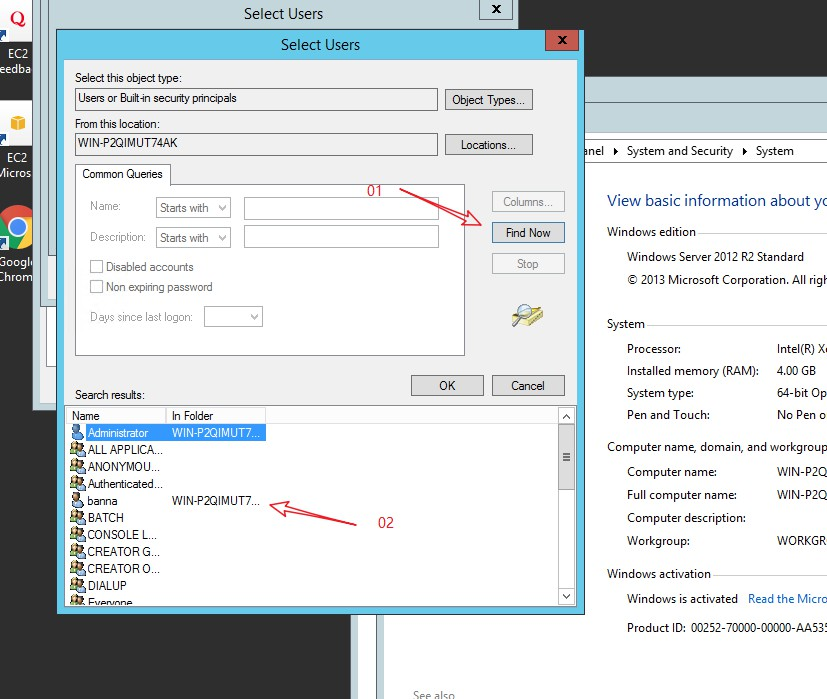 Select Users
x
Select Users
x
Q
EC2
eedba
EC2
Micros
Google
Chrom
Select this object type:
Users or Built-in security principals
Object Types...
From this location:
WIN-P2QIMUT74AK
Locations...
Common Queries
Name:
Starts with
Description:
Starts with
Disabled accounts
Non expiring password
Days since last logon:
01
Columns...
Find Now
Stop
OK
Cancel
Search results:
Name
In Folder
Administrator WIN-P2QIMUT7...
ALL APPLICA...
ANONYMOU...
Authenticated...
banna WIN-P2QIMUT7...
02
BATCH
CONSOLE L...
CREATOR G...
CREATOR O...
DIALUP
Everyone
anel System and Security System
View basic information about yo
Windows edition
Windows Server 2012 R2 Standard
© 2013 Microsoft Corporation. All righ
System
Processor: Intel(R) Xe
Installed memory (RAM): 4.00 GB
System type: 64-bit Op
Pen and Touch: No Pen o
Computer name, domain, and workgroup
Computer name: WIN-P2Q
Full computer name: WIN-P2Q
Computer description:
Workgroup: WORKGR
Windows activation
Windows is activated Read the Micro
Product ID: 00252-70000-00000-AA535
See also